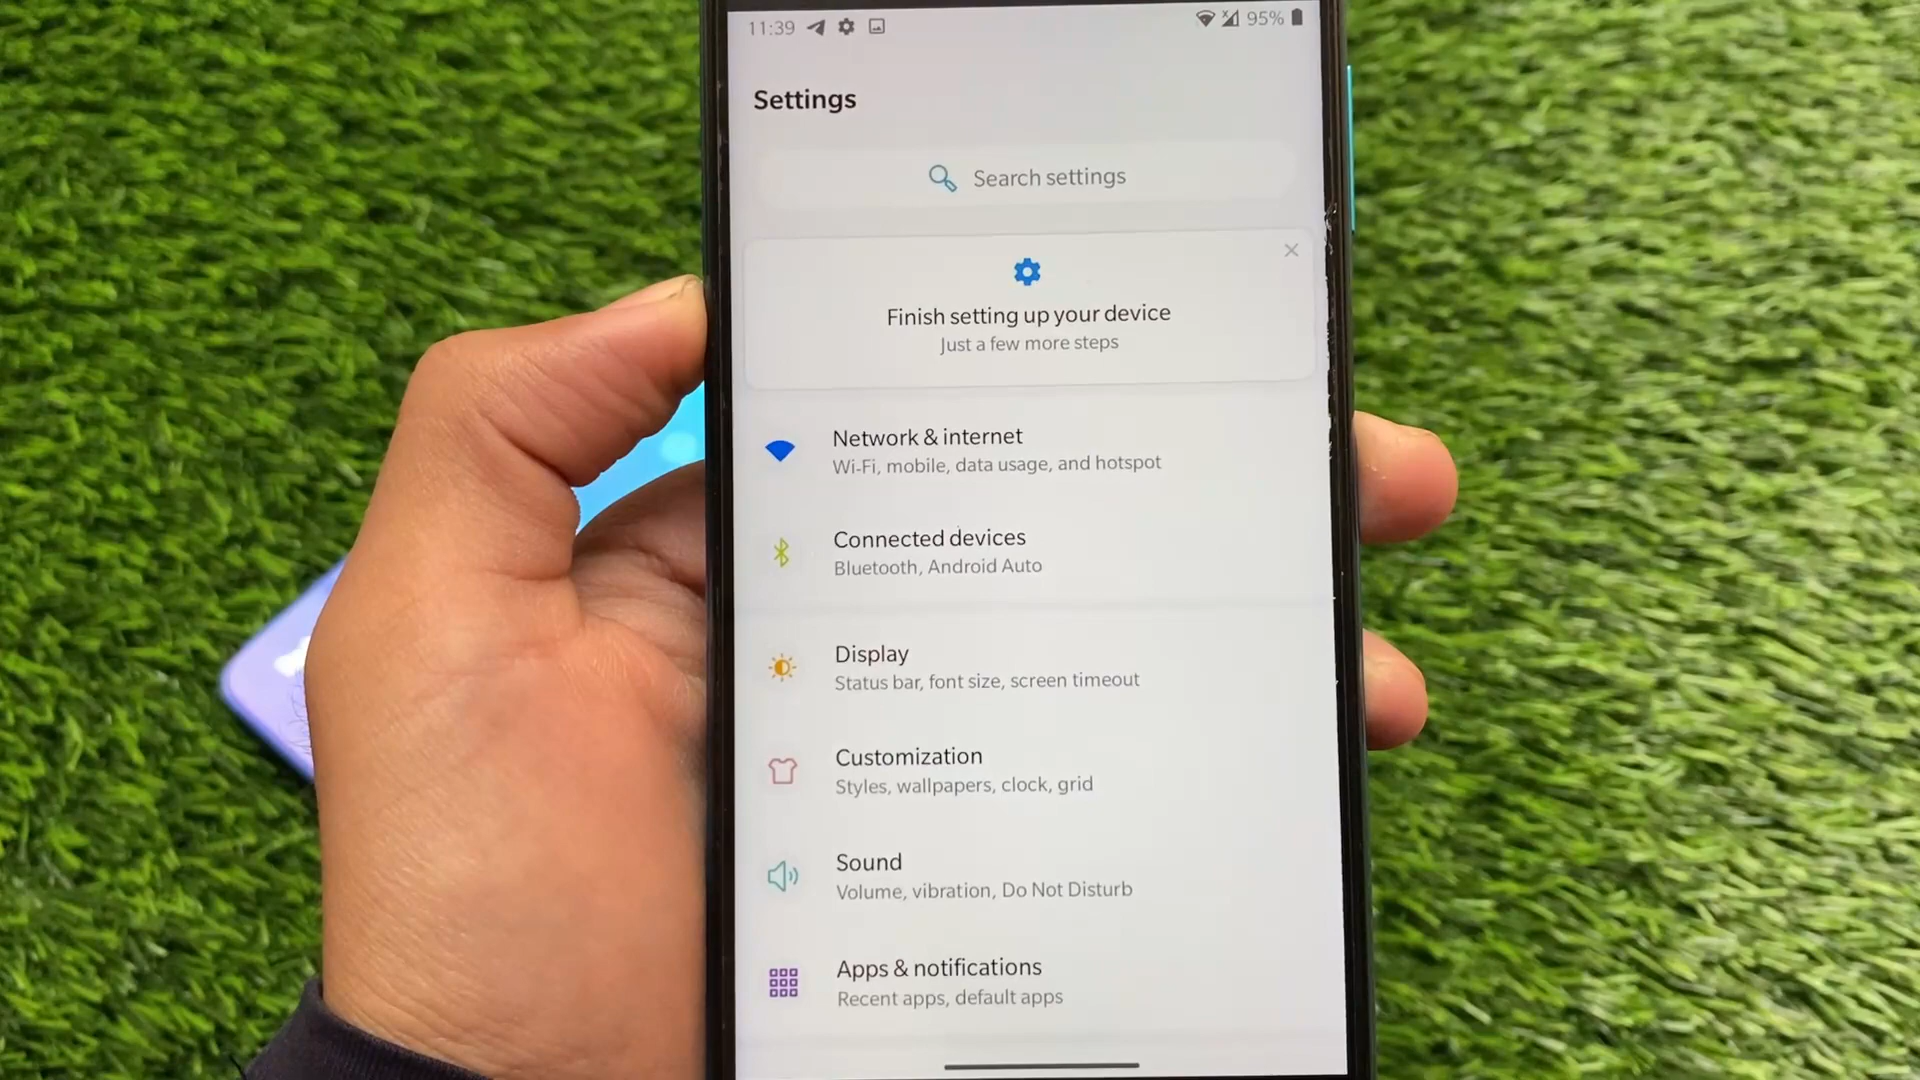 11:39
95%
Settings
Search settings
Finish setting up your device
Just a few more steps
Network & internet
Wi-Fi, mobile, data usage, and hotspot
Connected devices
Bluetooth, Android Auto
Display
Status bar, font size, screen timeout
Customization
Styles, wallpapers, clock, grid
Sound
Volume, vibration, Do Not Disturb
Apps & notifications
Recent apps, default apps